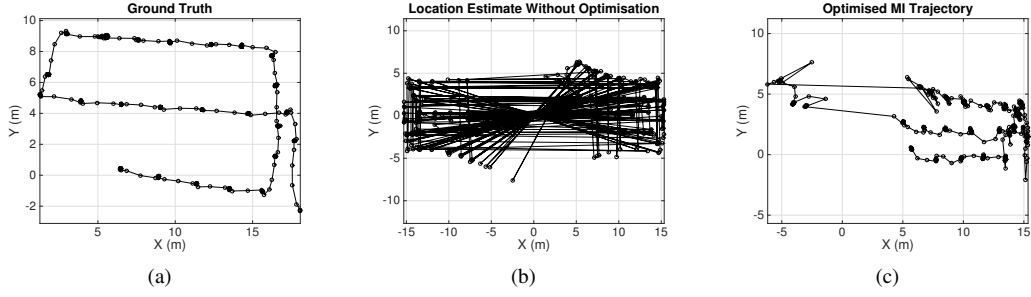 Ground Truth
10
8
6
4
2
0
-2
Y (m)
5 10 15
X (m)
(a)
Location Estimate Without Optimisation
10
5
0
-5
-10
Y (m)
-15 -10 -5 0 5 10 15
X (m)
(b)
Optimised MI Trajectory
10
5
0
-5
Y (m)
-5 0 5 10 15
X (m)
(c)